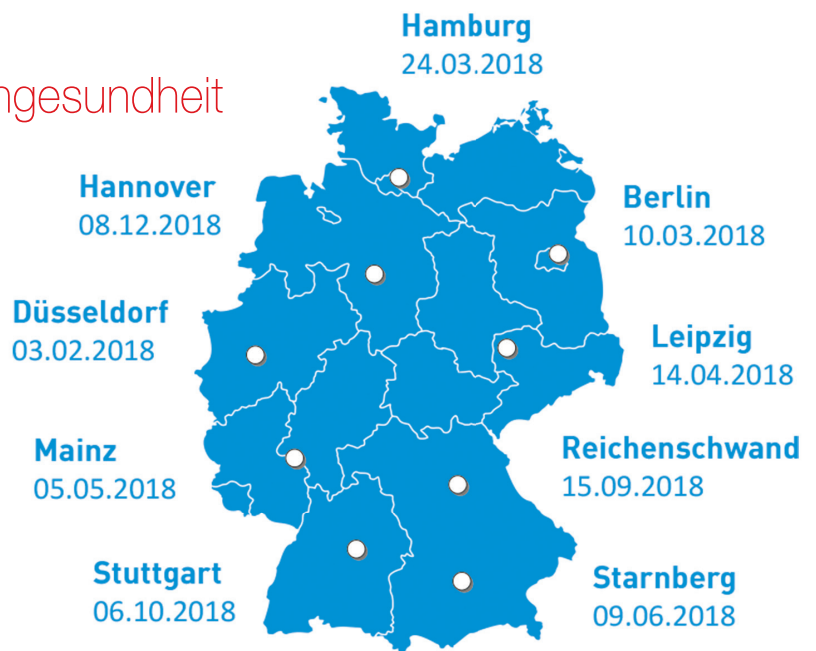 Hamburg
24.03.2018
ngesundheit
Hannover
08.12.2018
Berlin
10.03.2018
Düsseldorf
03.02.2018
Leipzig
14.04.2018
Mainz
05.05.2018
Reichenschwand
15.09.2018
Stuttgart
06.10.2018
Starnberg
09.06.2018